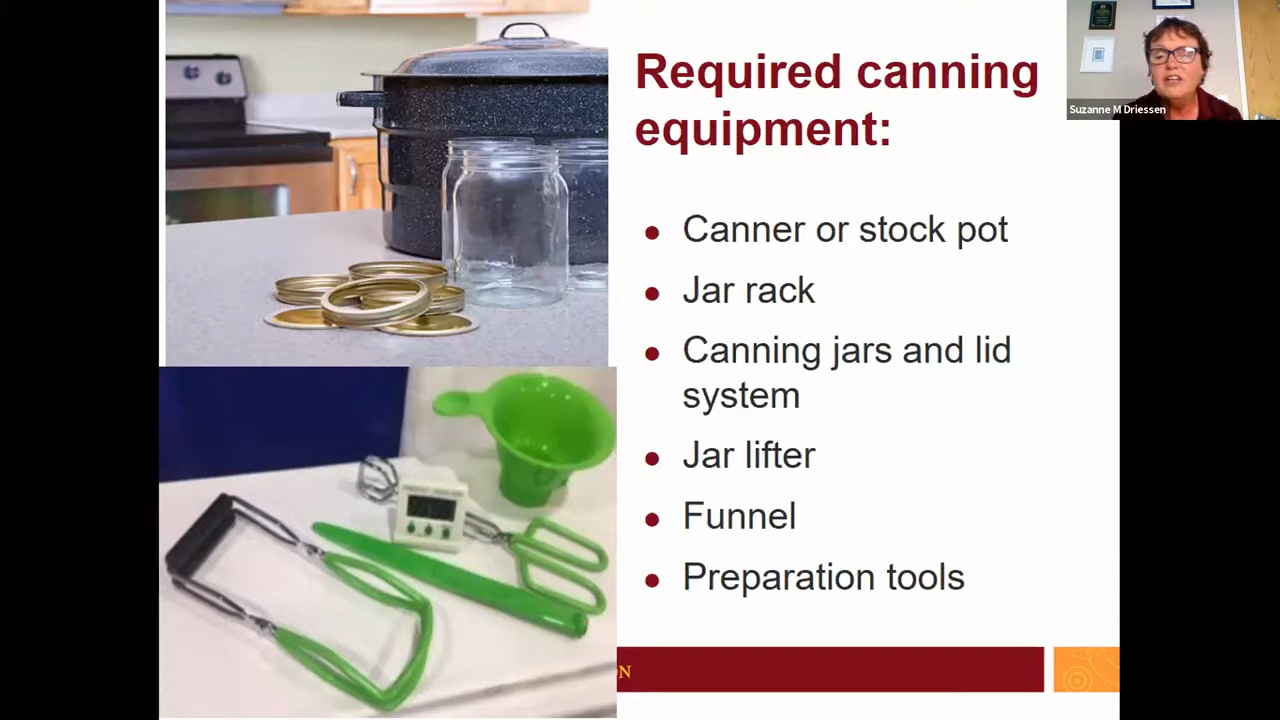 Required canning
equipment:
Suzanne M Driessen
• Canner or stock pot
• Jar rack
• Canning jars and lid
system
• Jar lifter
• Funnel
• Preparation tools
ON